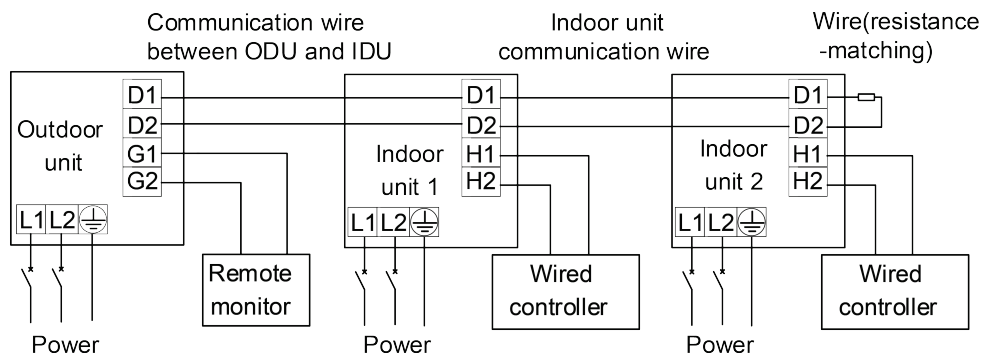 Communication wire
between ODU and IDU
Indoor unit
communication wire
Wire(resistance
-matching)
Outdoor
unit
D1
D2
G1
G2
L1 L2
Remote
monitor
Power
Indoor
unit 1
D1
D2
H1
H2
L1 L2
Wired
controller
Power
Indoor
unit 2
D1
D2
H1
H2
L1 L2
Wired
controller
Power